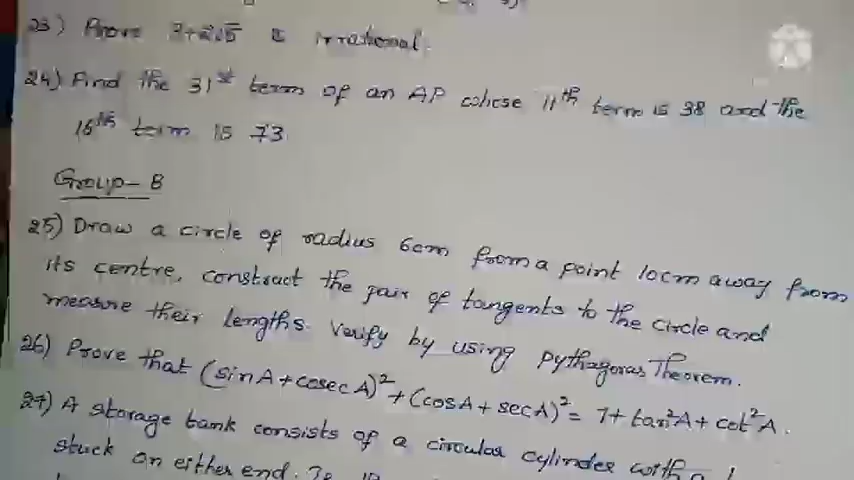 23) Prove 7+2√5 is irrational.
24) Find the 31st term of an AP whose 11th term is 38 and the
16th term is 73
Group-B
25) Draw a circle of radius 6cm from a point 10cm away from
its centre, construct the pair of tangents to the circle and
measure their lengths. Verify by using Pythagoras Theorem.
26) Prove that (sinA+cosecA)²+(cosA+secA)²= 7+tan²A+cot²A.
27) A storage tank consists of a circular cylinder with a
stuck on either end.